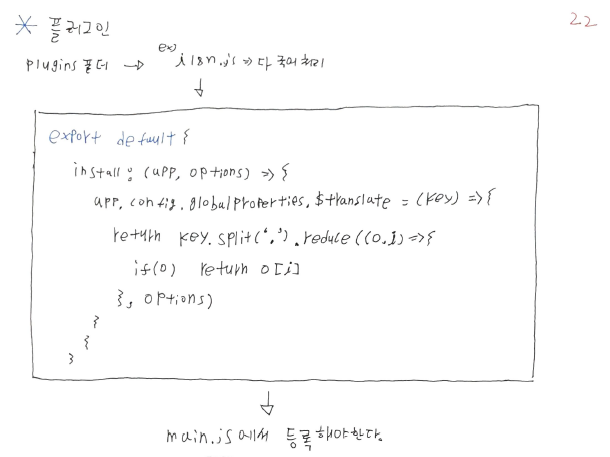 * 플러그인
22
plugins 폴더 → ex) i18n.js => 다국어처리
export default {
install: (app, options) => {
app.config.globalProperties.$translate = (key) => {
return key.split('.').reduce((o,i)=>{
if(o) return o[i]
}, options)
}
}
}
main.js에서 등록해야한다.